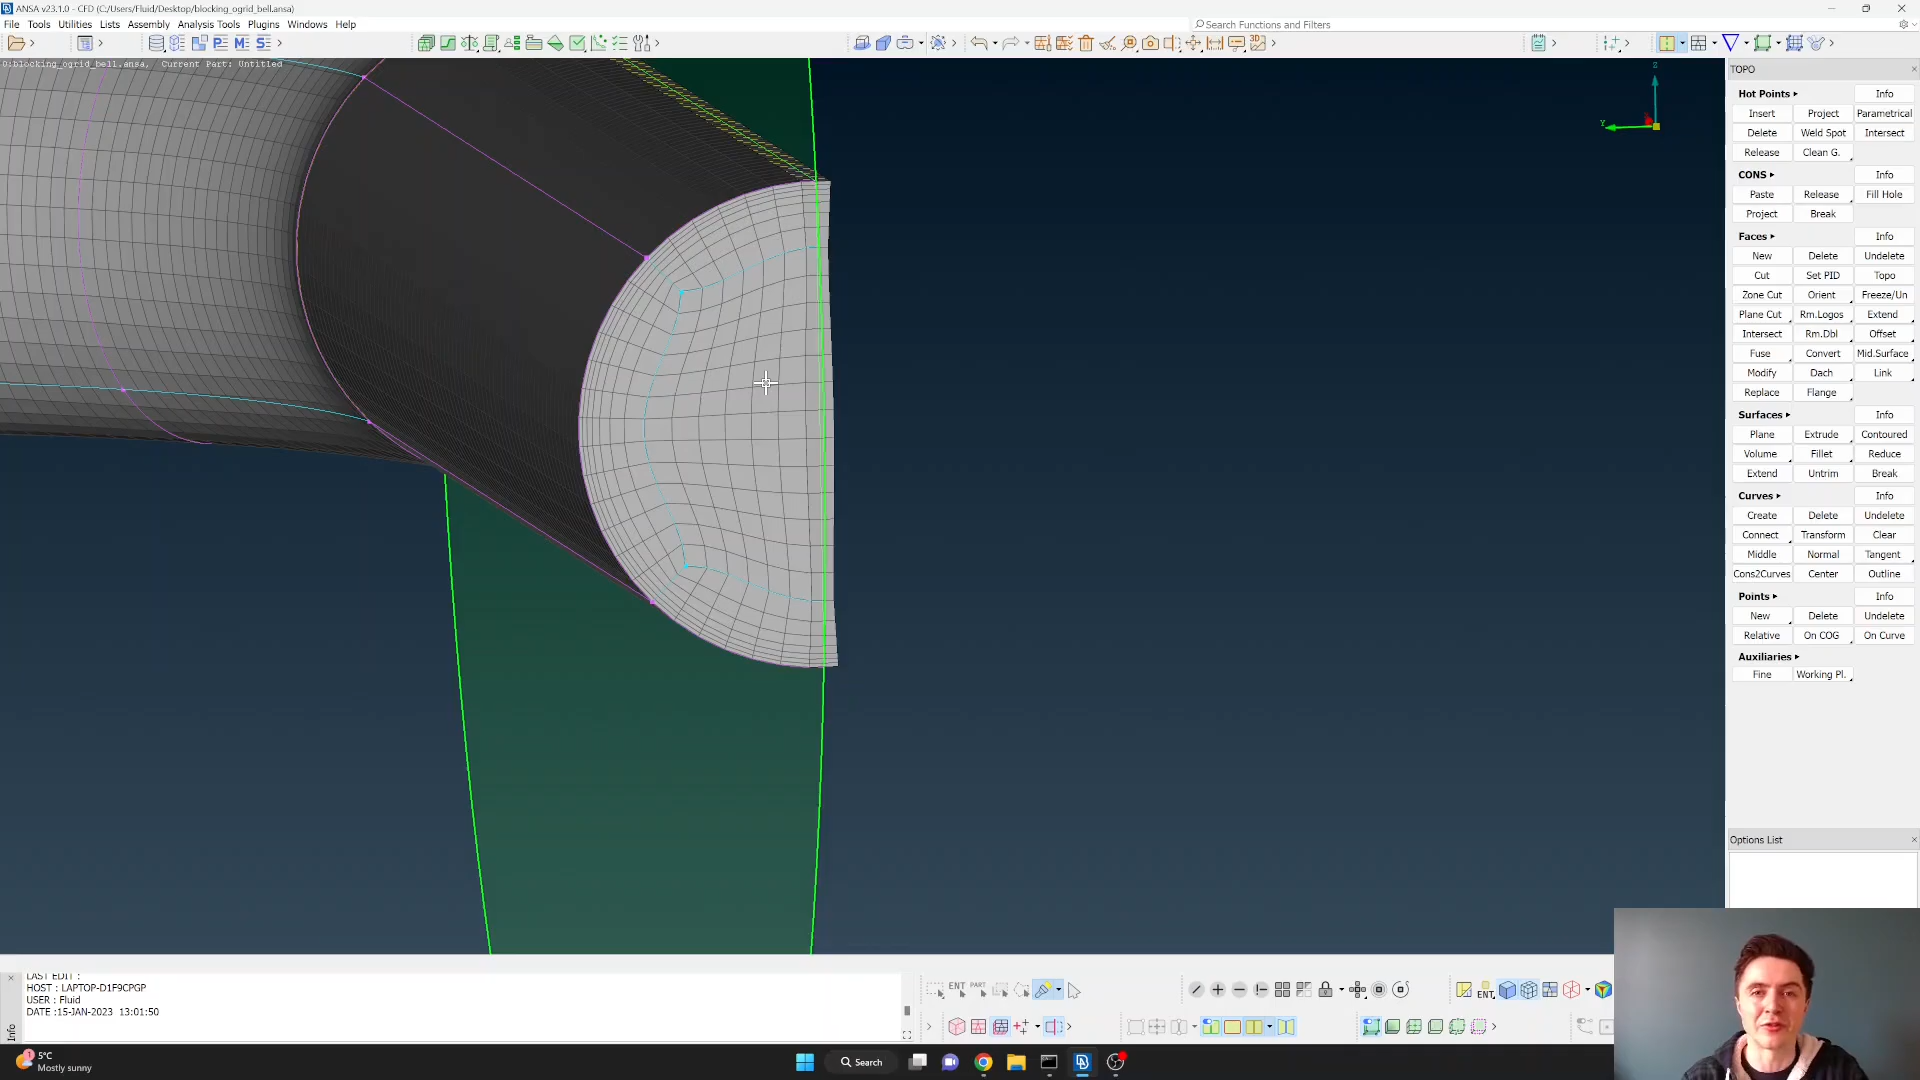 ANSA v23.1.0 - CFD (C:/Users/Fluid/Desktop/blocking_ogrid_bell.ansa)
File Tools Utilities Lists Assembly Analysis Tools Plugins Windows Help
Search Functions and Filters
0:blocking_ogrid_bell.ansa, Current Part: Untitled
Z
Y
TOPO
Hot Points Info
Insert Project Parametrical
Delete Weld Spot Intersect
Release Clean G.
CONS Info
Paste Release Fill Hole
Project Break
Faces Info
New Delete Undelete
Cut Set PID Topo
Zone Cut Orient Freeze/Un
Plane Cut Rm.Logos Extend
Intersect Rm.Dbl Offset
Fuse Convert Mid.Surface
Modify Dach Link
Replace Flange
Surfaces Info
Plane Extrude Contoured
Volume Fillet Reduce
Extend Untrim Break
Curves Info
Create Delete Undelete
Connect Transform Clear
Middle Normal Tangent
Cons2Curves Center Outline
Points Info
New Delete Undelete
Relative On COG On Curve
Auxiliaries
Fine Working Pl.
Options List
LAST EDIT :
HOST : LAPTOP-D1F9CPGP
USER : Fluid
DATE :15-JAN-2023 13:01:50
Info
ENT PART
ENT
5°C
Mostly sunny
Search